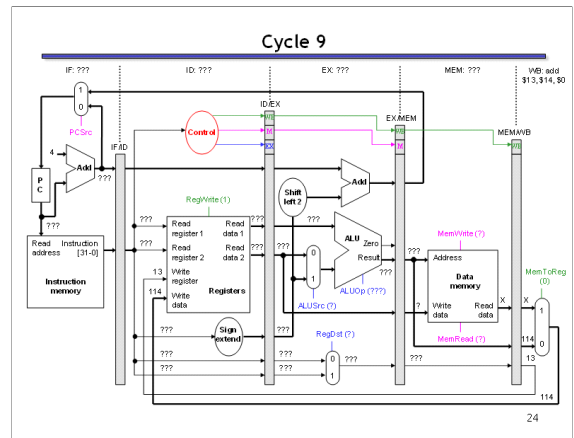 Cycle 9
IF: ???
ID: ???
EX: ???
MEM: ???
WB: add
$13, $14, $0
ID/EX
EX/MEM
MEM/WB
IF/ID
1
0
PCSrc
Control
WB
M
EX
WB
M
WB
4
Add
P
C
???
???
Add
Shift
left 2
RegWrite (1)
Read
address
Instruction
[31-0]
Instruction
memory
???
???
???
Read
register 1
Read
data 1
Read
register 2
Read
data 2
Write
register
Write
data
Registers
13
114
???
???
???
???
0
1
ALUSrc (?)
ALU
Zero
Result
ALUOp (???)
???
???
MemWrite (?)
Address
Data
memory
Write
data
Read
data
MemRead (?)
?
X
X
MemToReg
(0)
1
0
114
13
114
???
Sign
extend
???
RegDst (?)
???
???
???
???
0
1
???
???
24